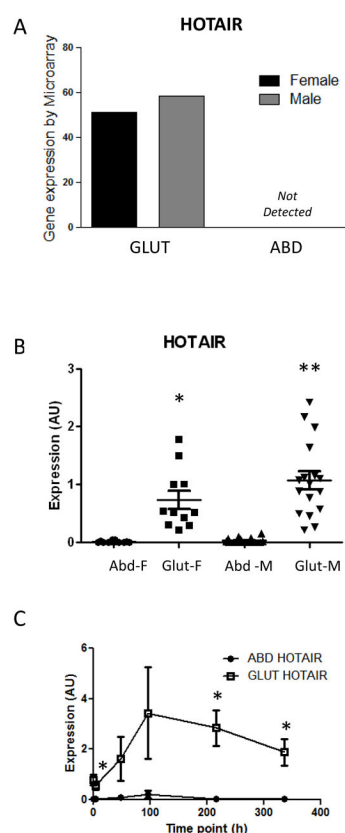 A
HOTAIR
Gene expression by Microarray
80
60
40
20
0
Female
Male
Not
Detected
GLUT ABD
B
HOTAIR
**
*
Expression (AU)
3
2
1
0
Abd-F Glut-F Abd -M Glut-M
C
Expression (AU)
6
4
2
0
ABD HOTAIR
GLUT HOTAIR
* * *
0 100 200 300 400
Time point (h)